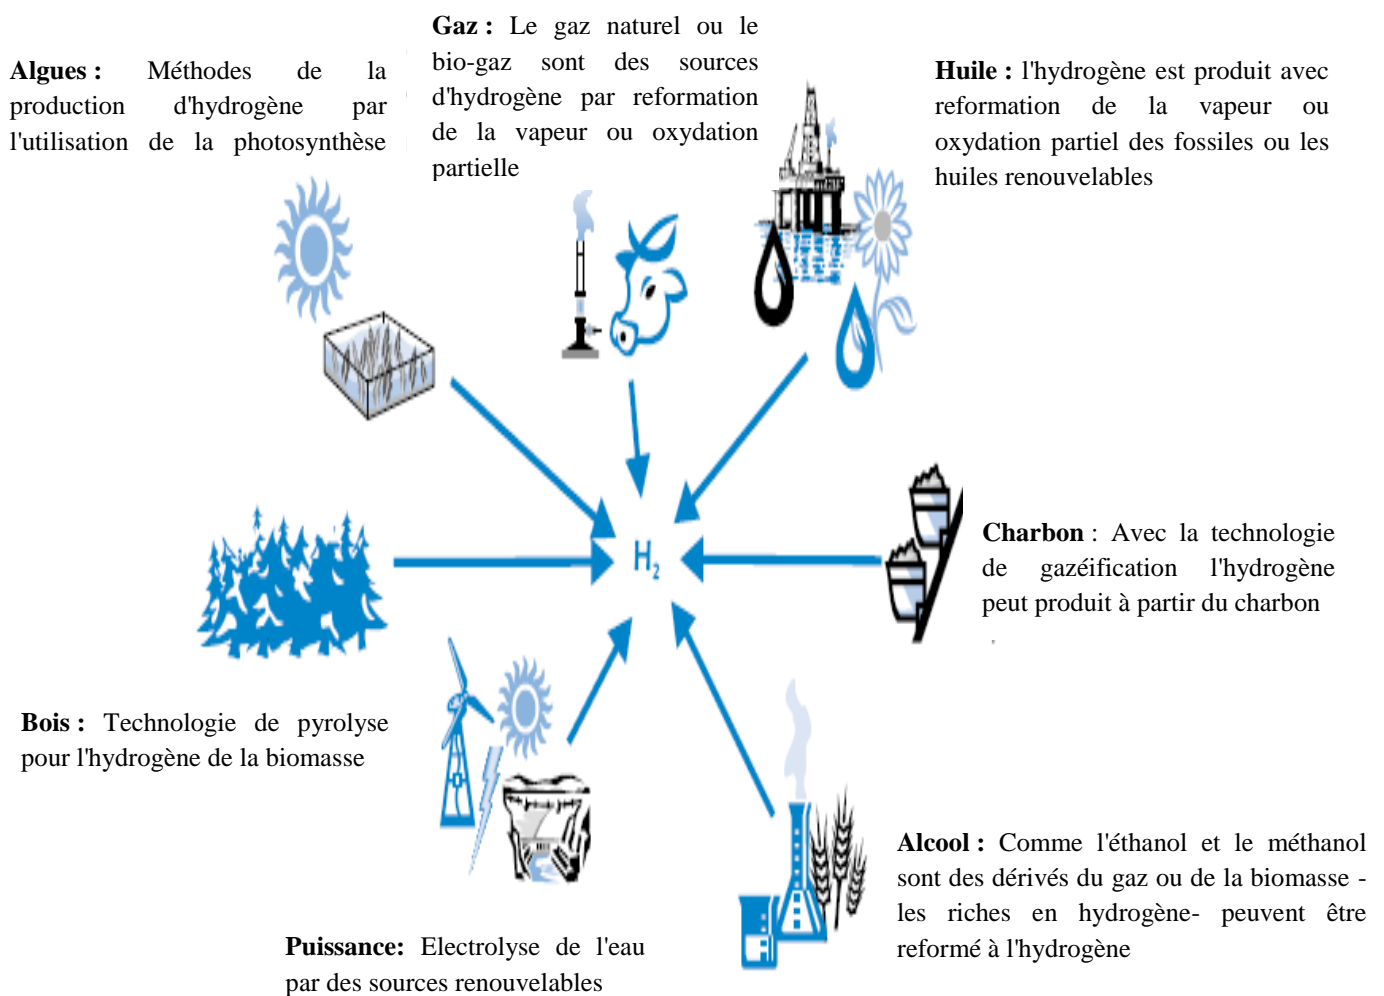 Algues : Méthodes de la
production d'hydrogène par
l'utilisation de la photosynthèse
Gaz : Le gaz naturel ou le
bio-gaz sont des sources
d'hydrogène par reformation
de la vapeur ou oxydation
partielle
Huile : l'hydrogène est produit avec
reformation de la vapeur ou
oxydation partiel des fossiles ou les
huiles renouvelables
H2
Charbon : Avec la technologie
de gazéification l'hydrogène
peut produit à partir du charbon
.
Bois : Technologie de pyrolyse
pour l'hydrogène de la biomasse
Alcool : Comme l'éthanol et le méthanol
sont des dérivés du gaz ou de la biomasse -
les riches en hydrogène- peuvent être
reformé à l'hydrogène
Puissance: Electrolyse de l'eau
par des sources renouvelables